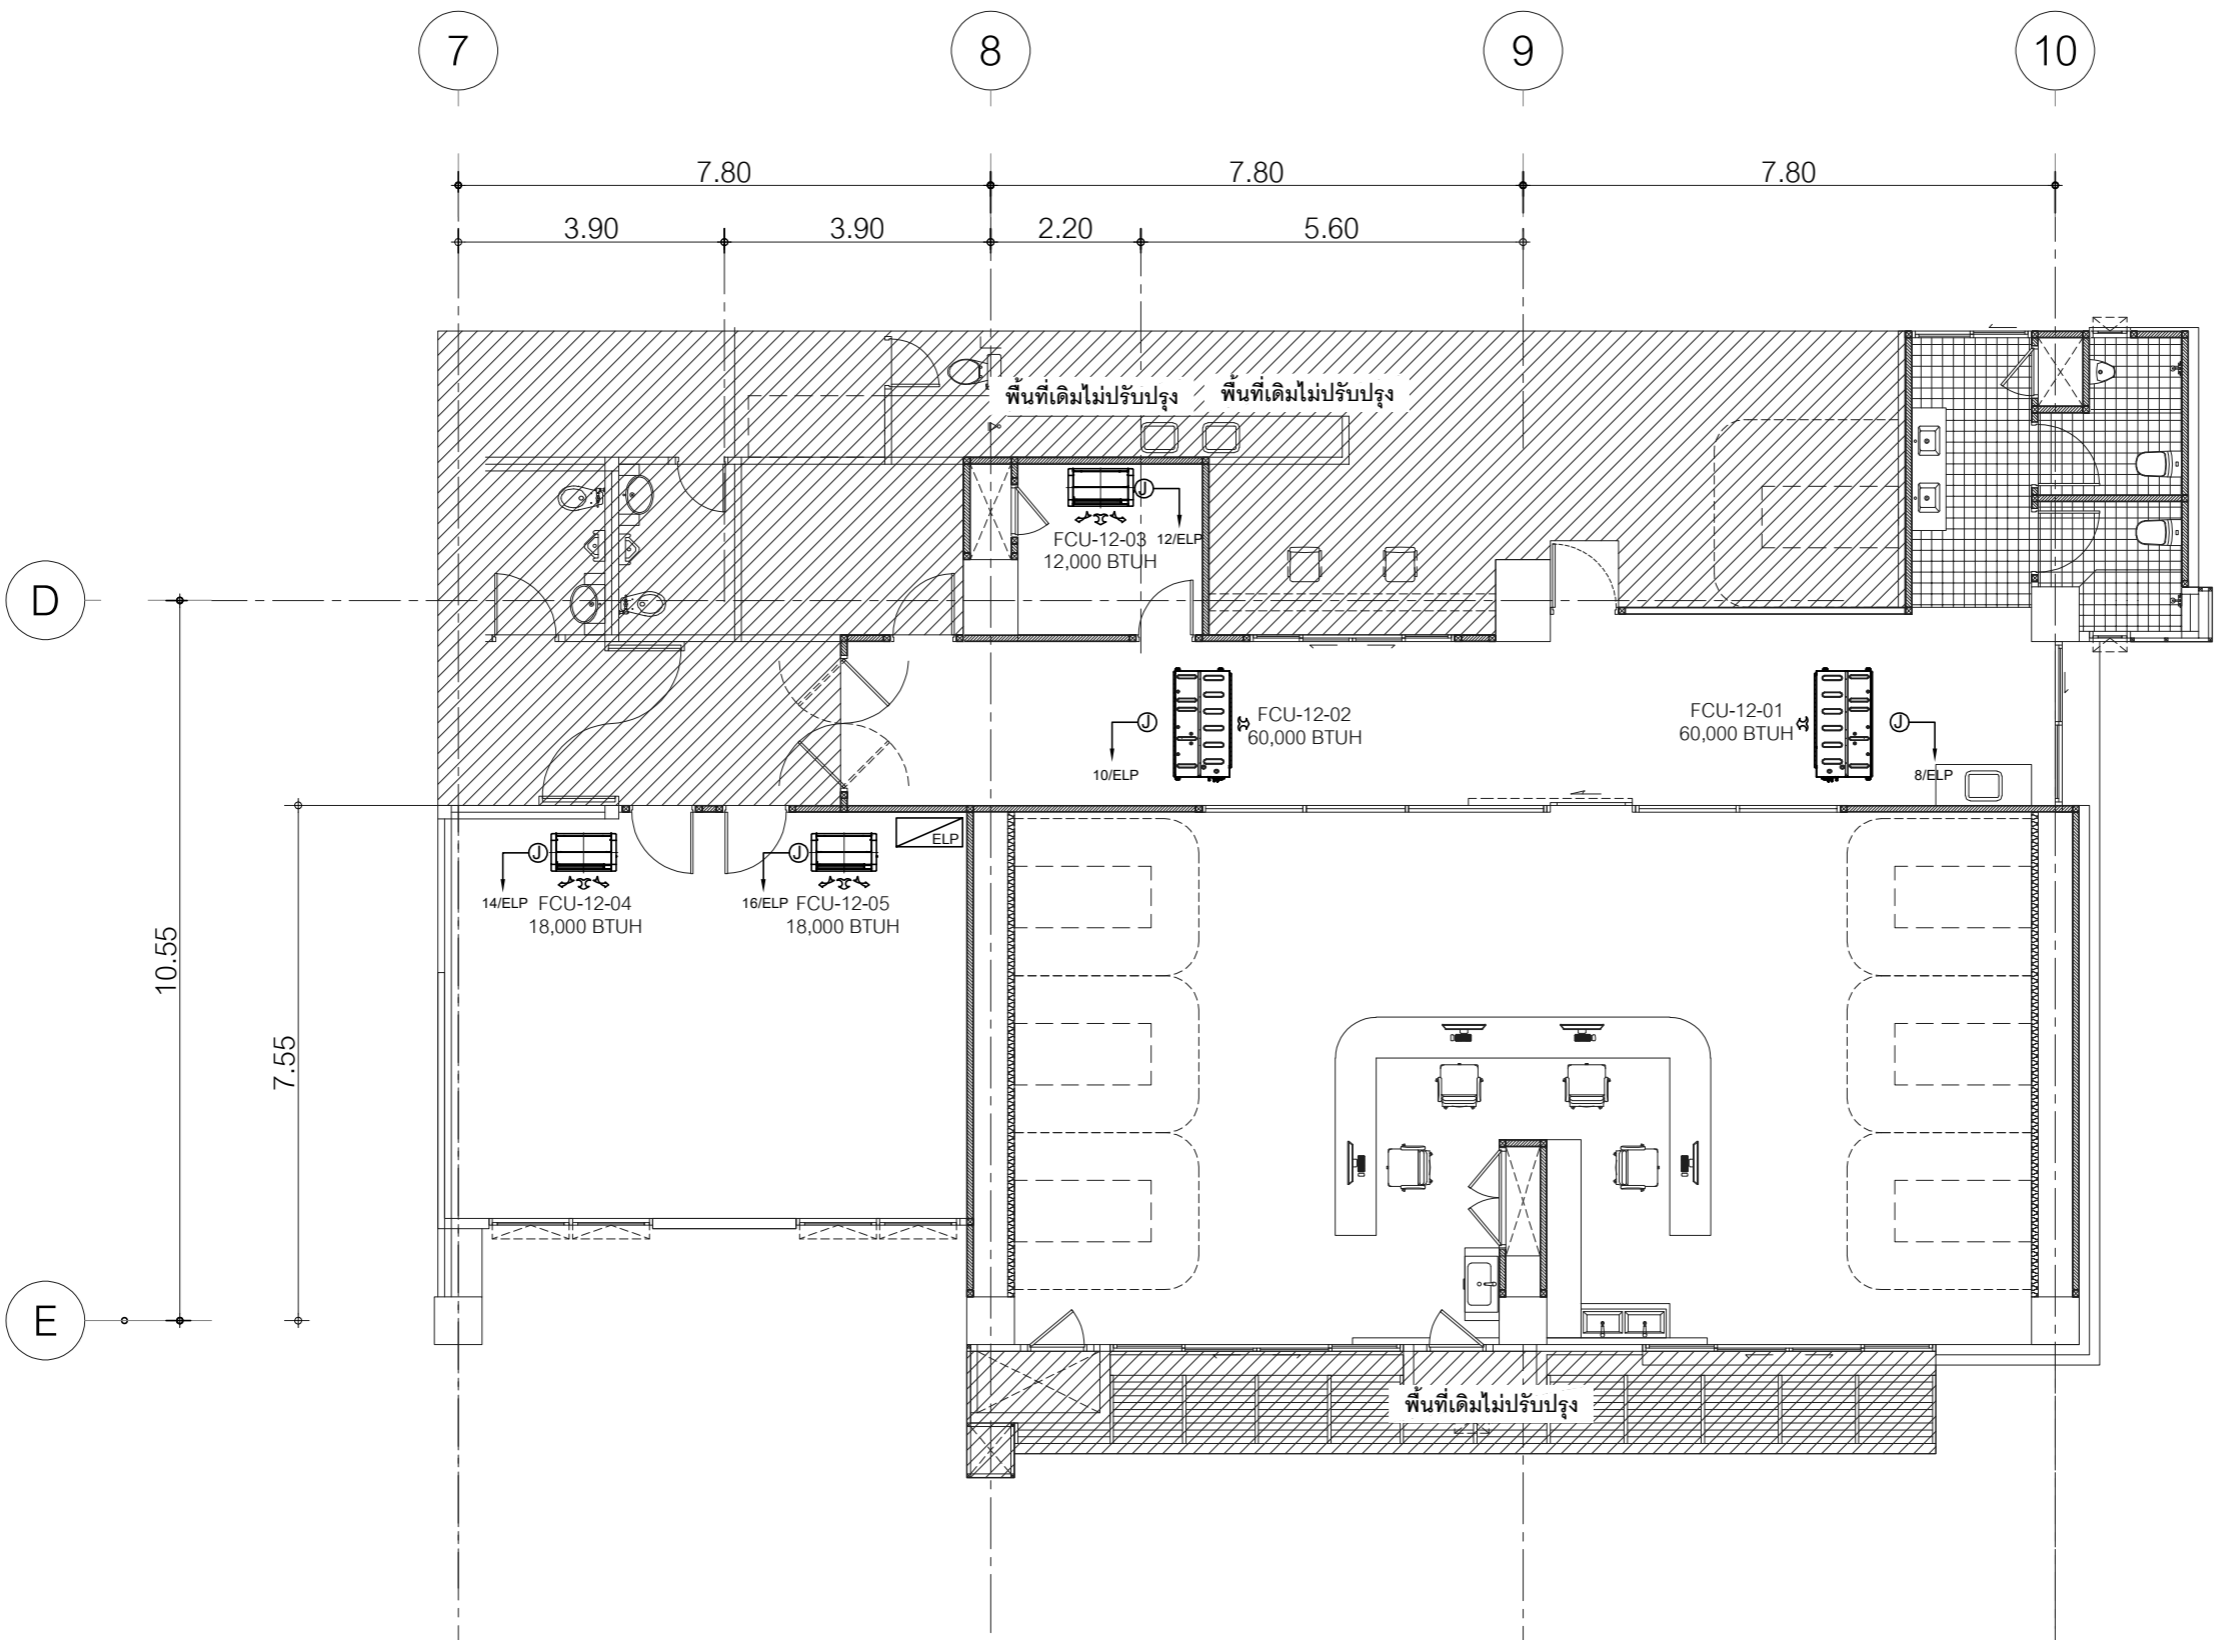 7
8
9
10
7.80
7.80
7.80
3.90
3.90
2.20
5.60
พื้นที่เดิมไม่ปรับปรุง
พื้นที่เดิมไม่ปรับปรุง
J
FCU-12-03
12/ELP
12,000 BTUH
D
J
FCU-12-02
60,000 BTUH
10/ELP
FCU-12-01
60,000 BTUH
J
8/ELP
ELP
J
14/ELP
FCU-12-04
18,000 BTUH
J
16/ELP
FCU-12-05
18,000 BTUH
10.55
7.55
E
พื้นที่เดิมไม่ปรับปรุง